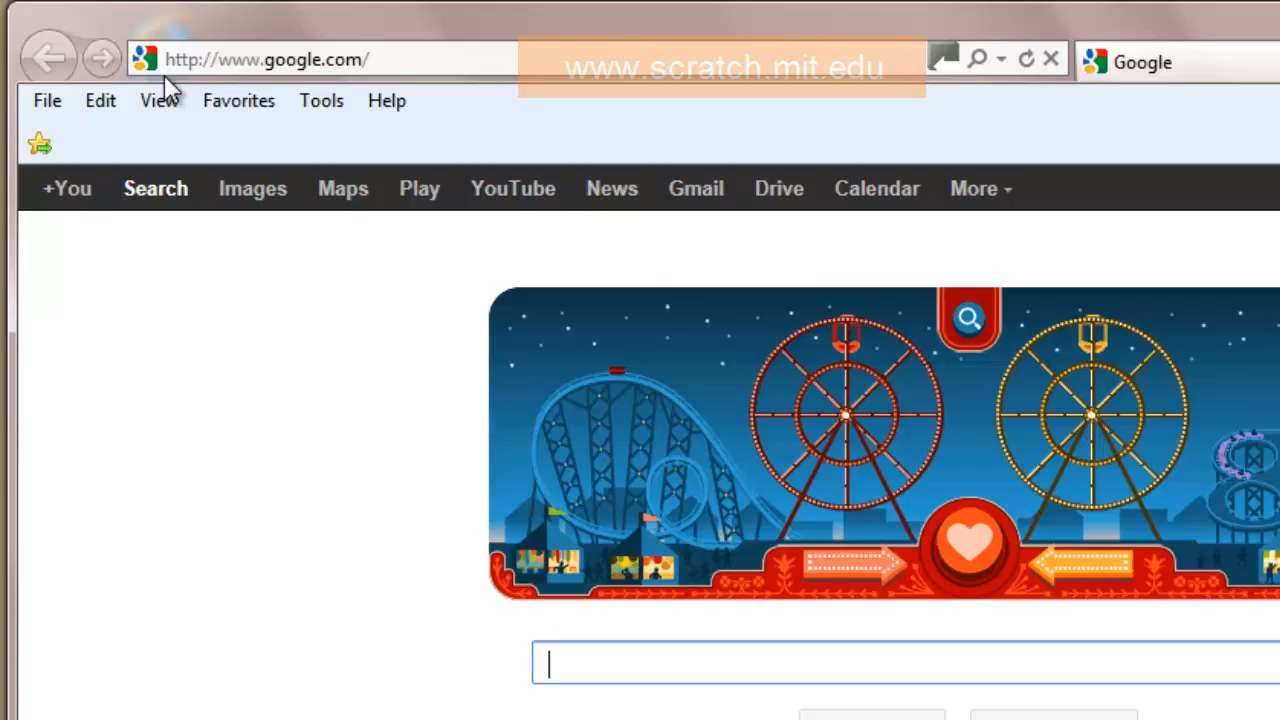 http://www.google.com/
www.scratch.mit.edu
Google
File Edit View Favorites Tools Help
+You Search Images Maps Play YouTube News Gmail Drive Calendar More